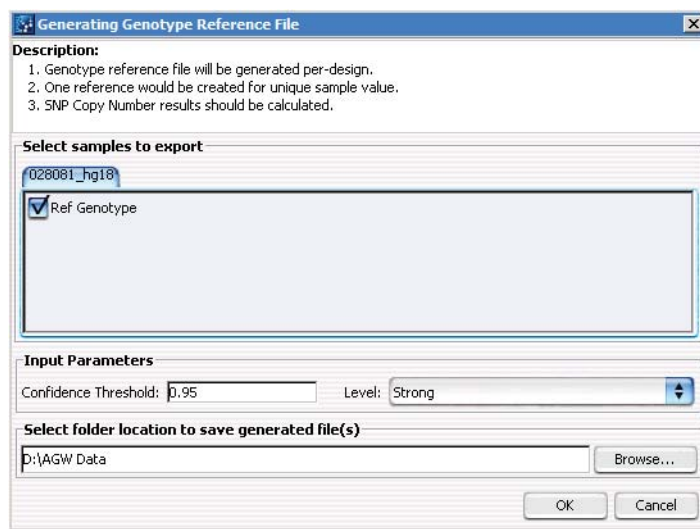 Generating Genotype Reference File
Description:
1. Genotype reference file will be generated per-design.
2. One reference would be created for unique sample value.
3. SNP Copy Number results should be calculated.
Select samples to export
028081_hg18
Ref Genotype
Input Parameters
Confidence Threshold: 0.95 Level: Strong
Select folder location to save generated file(s)
D:\AGW Data Browse...
OK Cancel